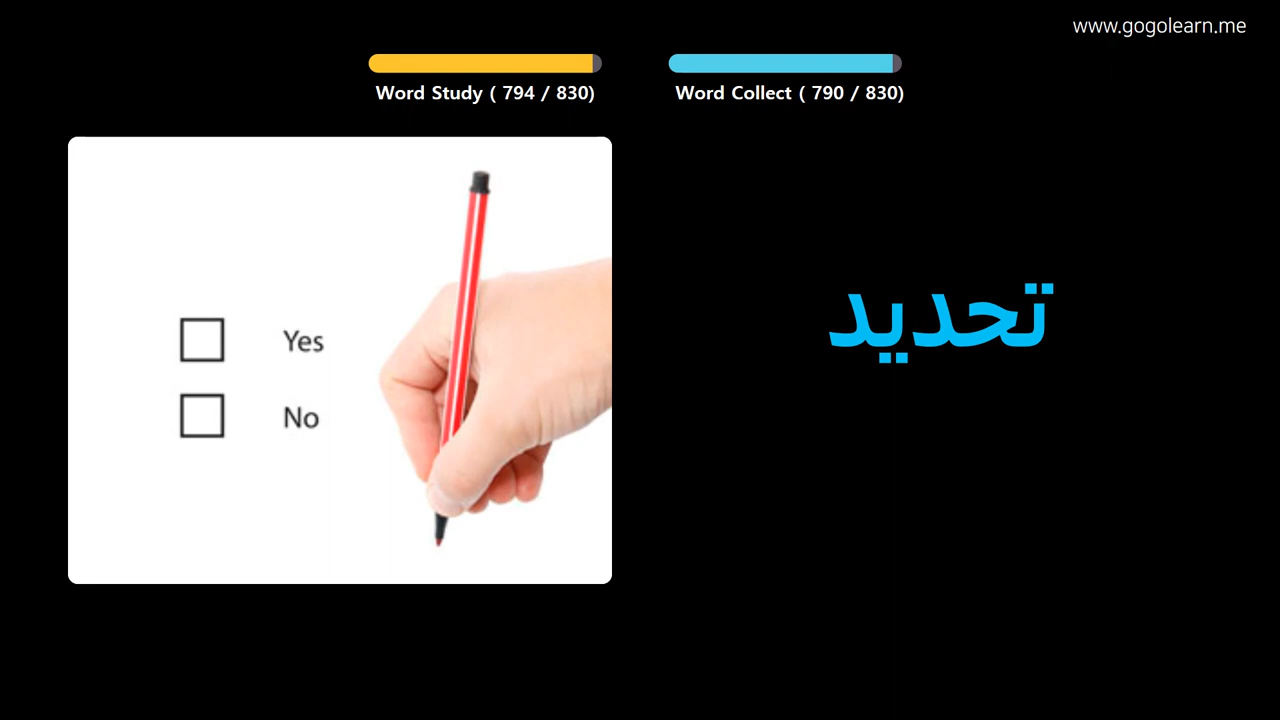 www.gogolearn.me
Word Study ( 794 / 830)
Word Collect ( 790 / 830)
Yes
No
تحديد